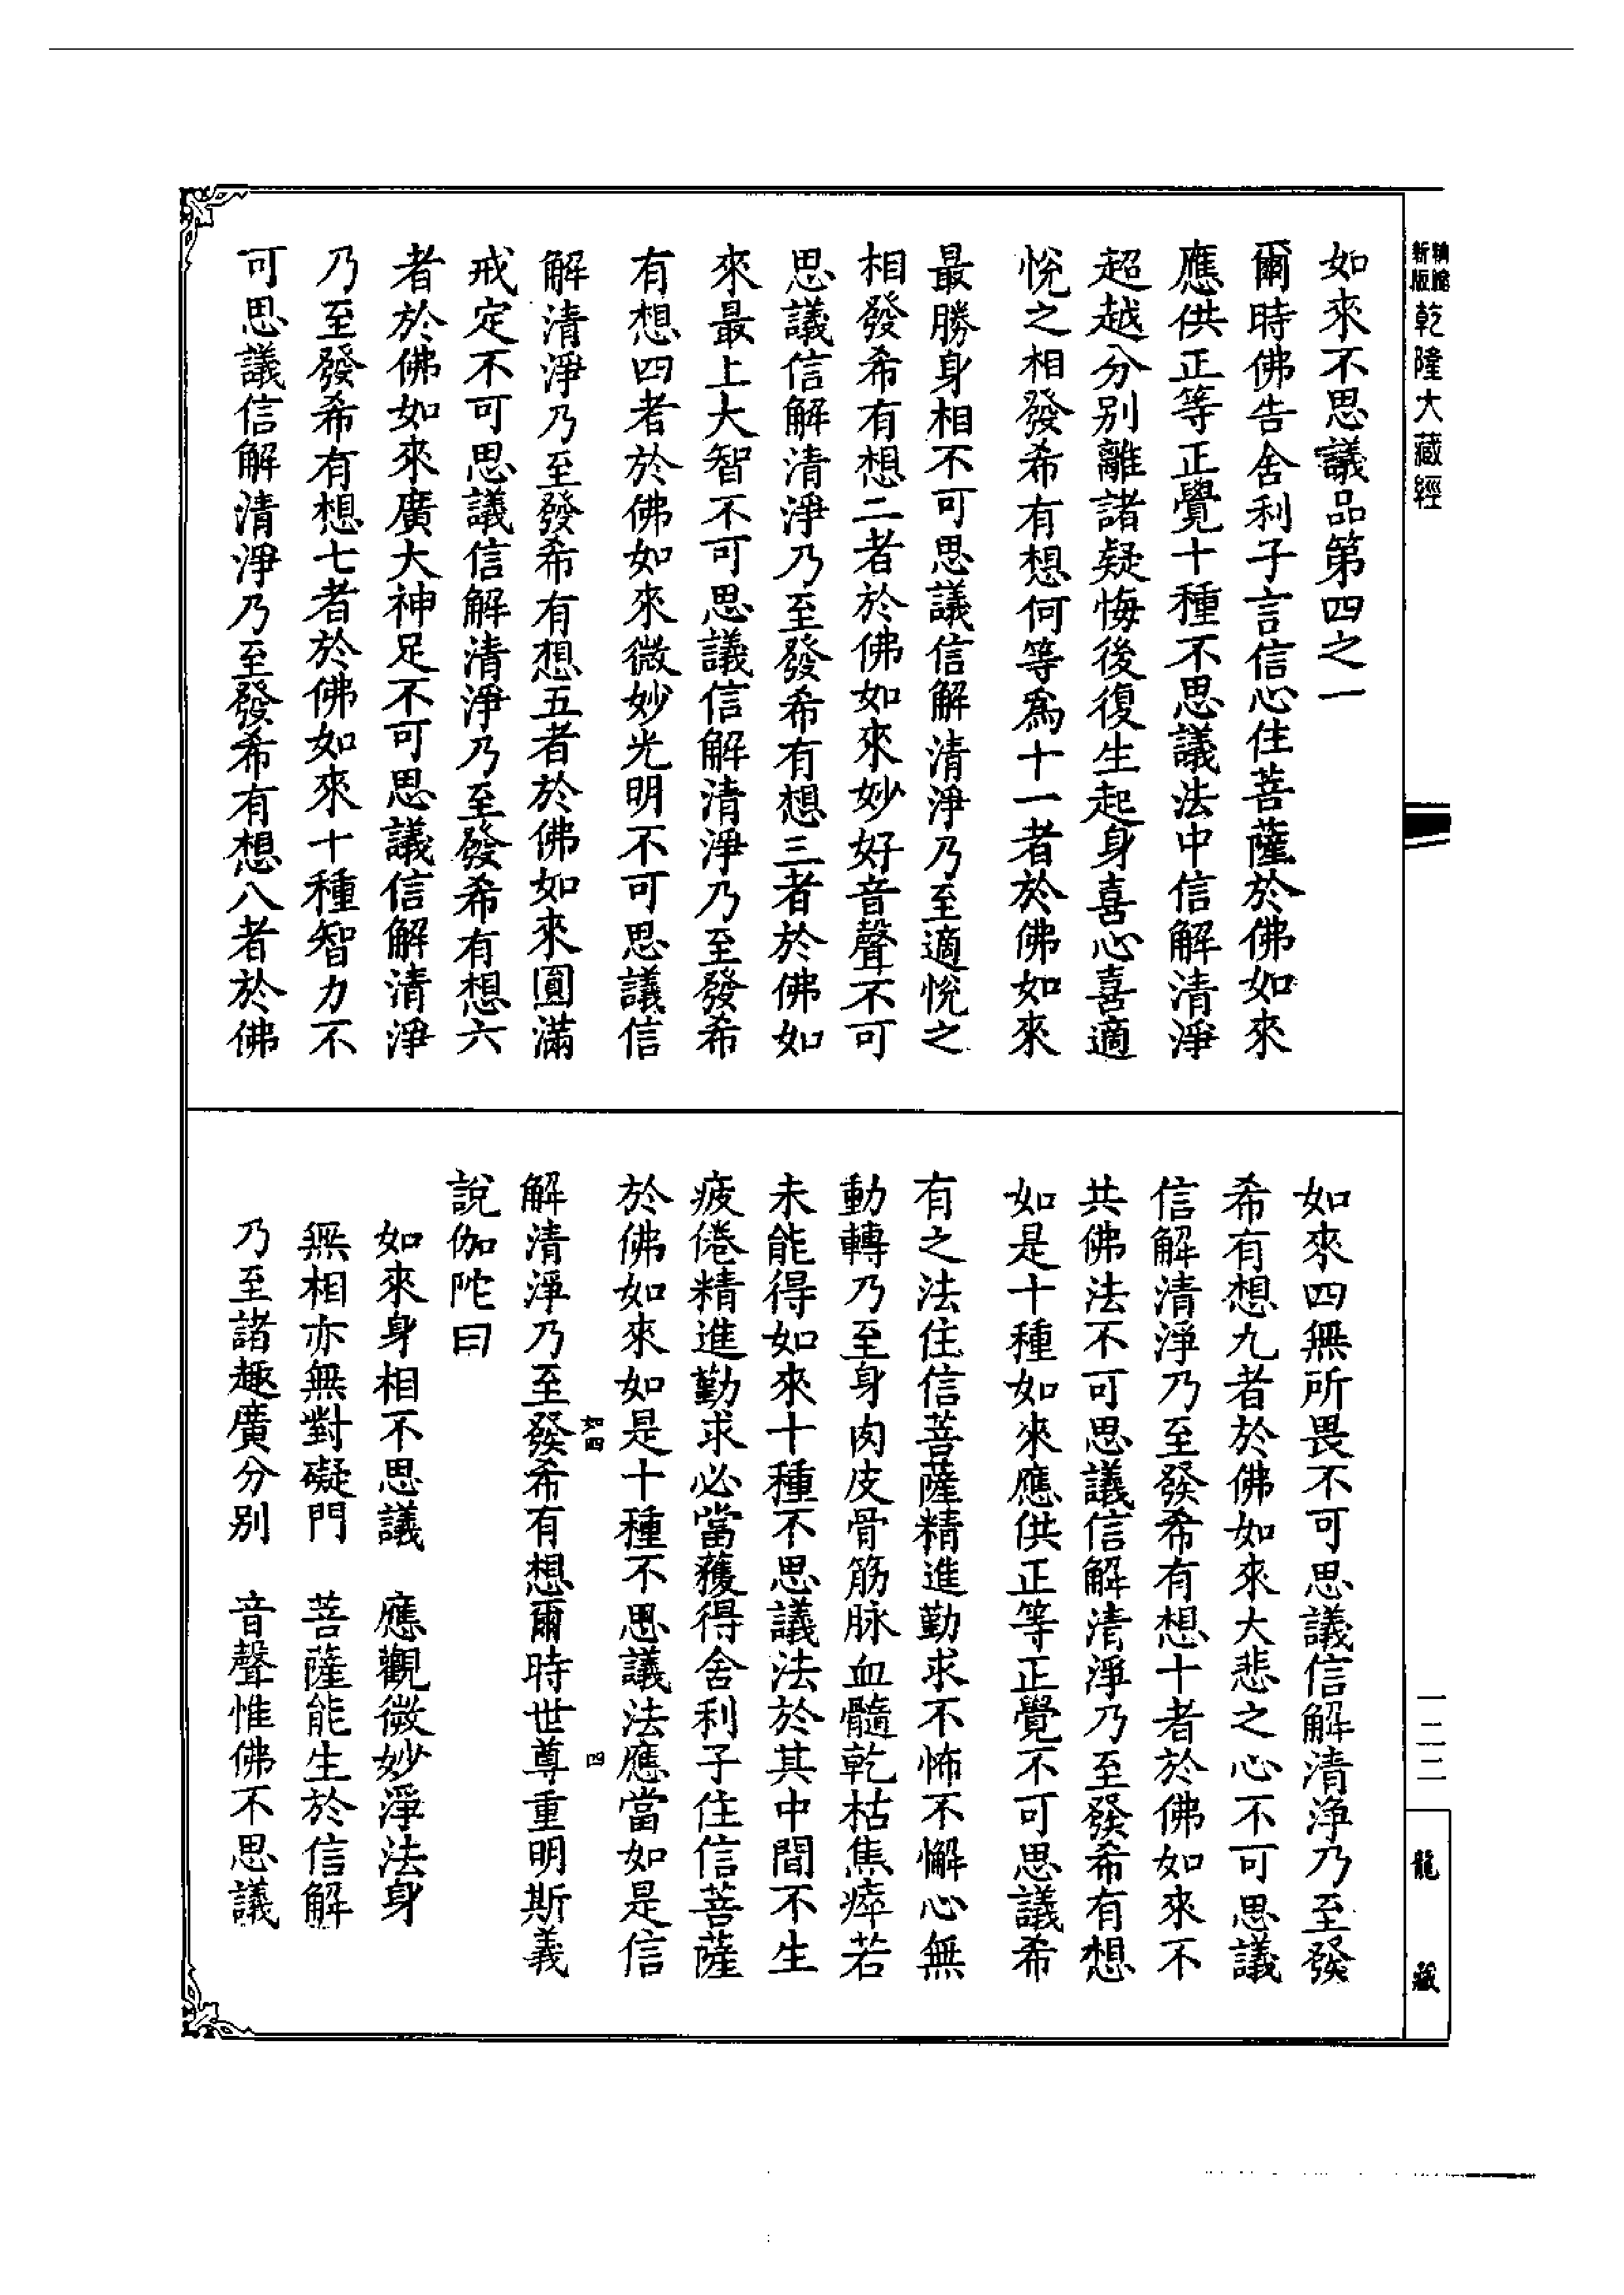 精縮
新版
乾隆大藏經
如來不思議品第四之一
爾時佛告舍利子言信心住菩薩於佛如來
應供正等正覺十種不思議法中信解清淨
超越分別離諸疑悔後復生起身喜心喜適
悅之相發希有想何等為十一者於佛如來
最勝身相不可思議信解清淨乃至適悅之
相發希有想二者於佛如來妙好音聲不可
思議信解清淨乃至發希有想三者於佛如
來最上大智不可思議信解清淨乃至發希
有想四者於佛如來微妙光明不可思議信
解清淨乃至發希有想五者於佛如來圓滿
戒定不可思議信解清淨乃至發希有想六
者於佛如來廣大神足不可思議信解清淨
乃至發希有想七者於佛如來十種智力不
可思議信解清淨乃至發希有想八者於佛
如來四無所畏不可思議信解清淨乃至發
希有想九者於佛如來大悲之心不可思議
信解清淨乃至發希有想十者於佛如來不
共佛法不可思議信解清淨乃至發希有想
如是十種如來應供正等正覺不可思議希
有之法住信菩薩精進勤求不怖不懈心無
動轉乃至身肉皮骨筋脉血髓乾枯焦瘁若
未能得如來十種不思議法於其中間不生
疲倦精進勤求必當獲得舍利子住信菩薩
於佛如來如是十種不思議法應當如是信
如四
四
解清淨乃至發希有想爾時世尊重明斯義
說伽陀曰
如來身相不思議　應觀微妙淨法身
無相亦無對礙門　菩薩能生於信解
乃至諸趣廣分別　音聲惟佛不思議
一二二
龍藏